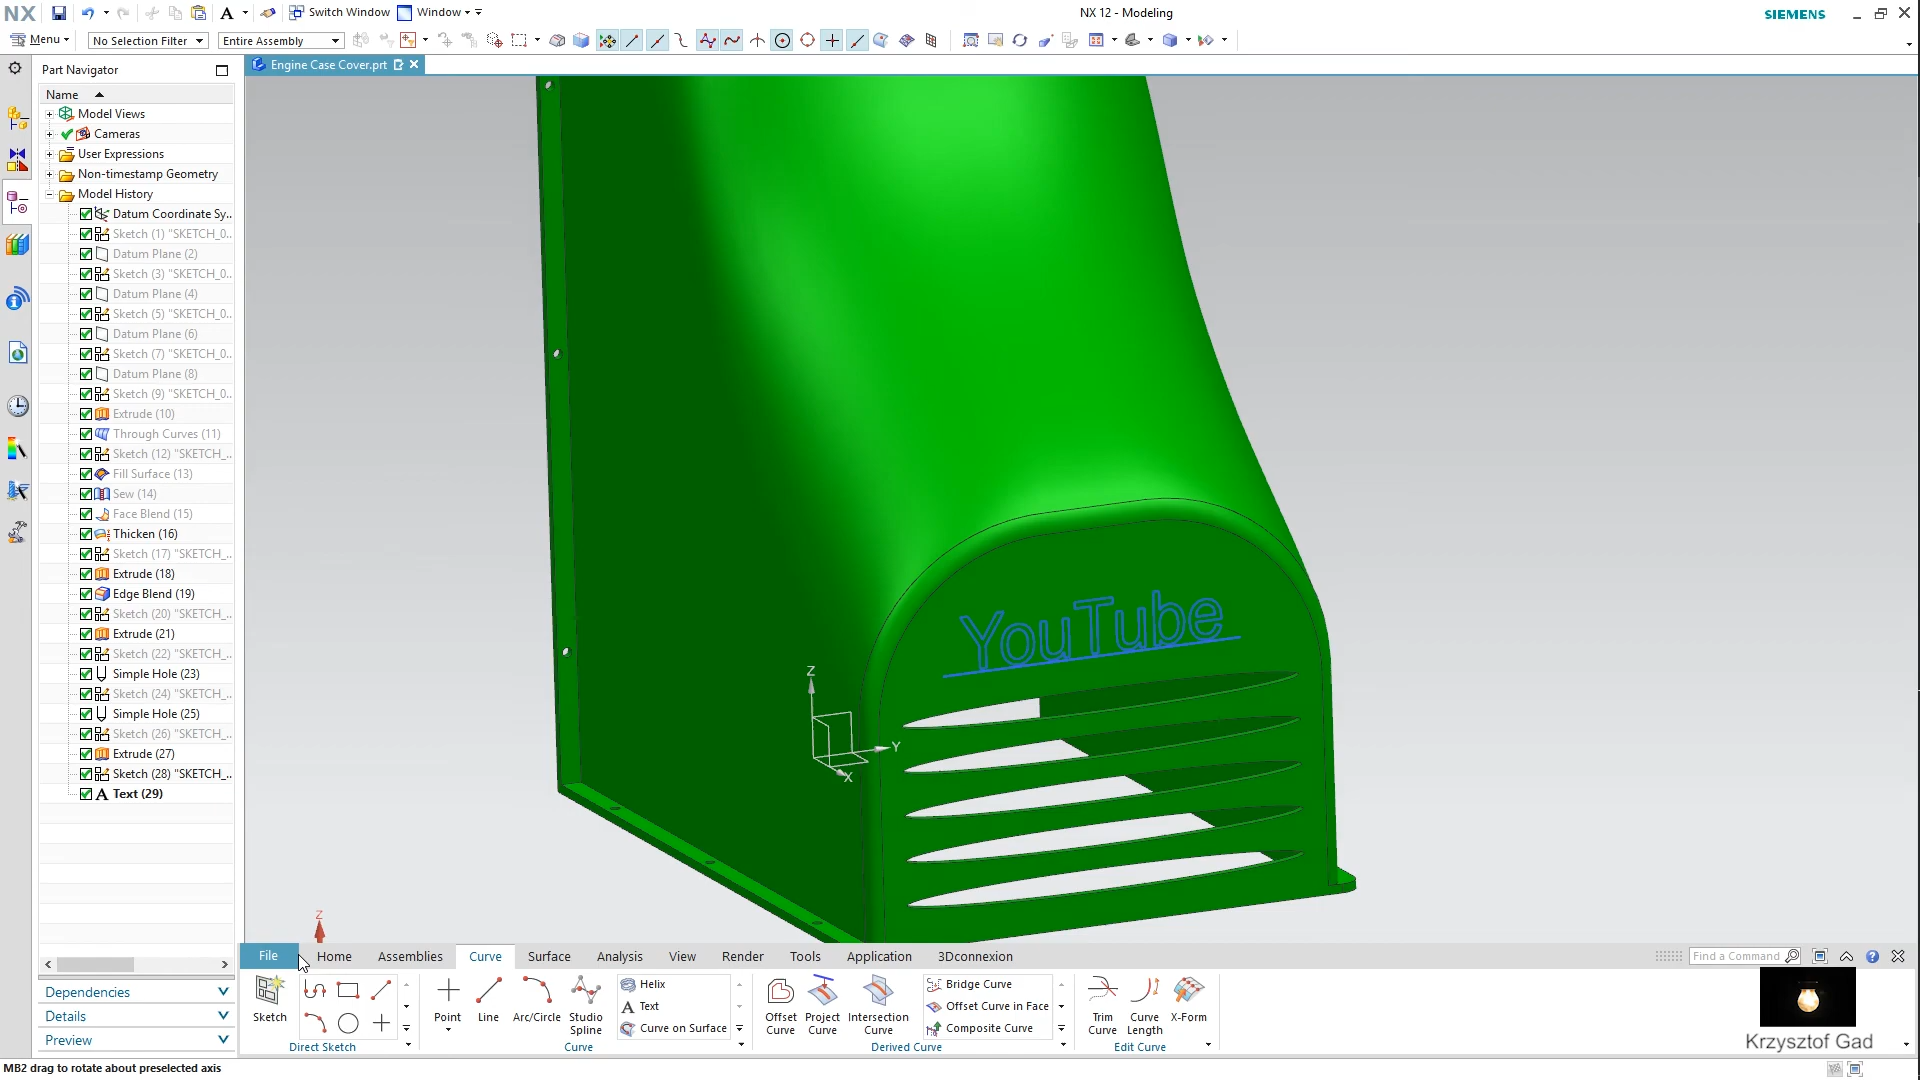 NX
Switch Window
Window
NX 12 - Modeling
SIEMENS
Menu
No Selection Filter
Entire Assembly
Part Navigator
Engine Case Cover.prt
Name
Model Views
Cameras
User Expressions
Non-timestamp Geometry
Model History
Datum Coordinate Sy..
Sketch (1) "SKETCH_0..
Datum Plane (2)
Sketch (3) "SKETCH_0..
Datum Plane (4)
Sketch (5) "SKETCH_0..
Datum Plane (6)
Sketch (7) "SKETCH_0..
Datum Plane (8)
Sketch (9) "SKETCH_0..
Extrude (10)
Through Curves (11)
Sketch (12) "SKETCH_..
Fill Surface (13)
Sew (14)
Face Blend (15)
Thicken (16)
Sketch (17) "SKETCH_..
Extrude (18)
Edge Blend (19)
Sketch (20) "SKETCH_..
Extrude (21)
Sketch (22) "SKETCH_..
Simple Hole (23)
Sketch (24) "SKETCH_..
Simple Hole (25)
Sketch (26) "SKETCH_..
Extrude (27)
Sketch (28) "SKETCH_..
A Text (29)
YouTube
Z
Y
X
Z
Dependencies
Details
Preview
File
Home
Assemblies
Curve
Surface
Analysis
View
Render
Tools
Application
3Dconnexion
Find a Command
Sketch
Direct Sketch
Point
Line
Arc/Circle
Studio Spline
Helix
A Text
Curve on Surface
Curve
Offset Curve
Project Curve
Intersection Curve
Bridge Curve
Offset Curve in Face
Composite Curve
Derived Curve
Trim Curve
Curve Length
X-Form
Edit Curve
Krzysztof Gad
MB2 drag to rotate about preselected axis